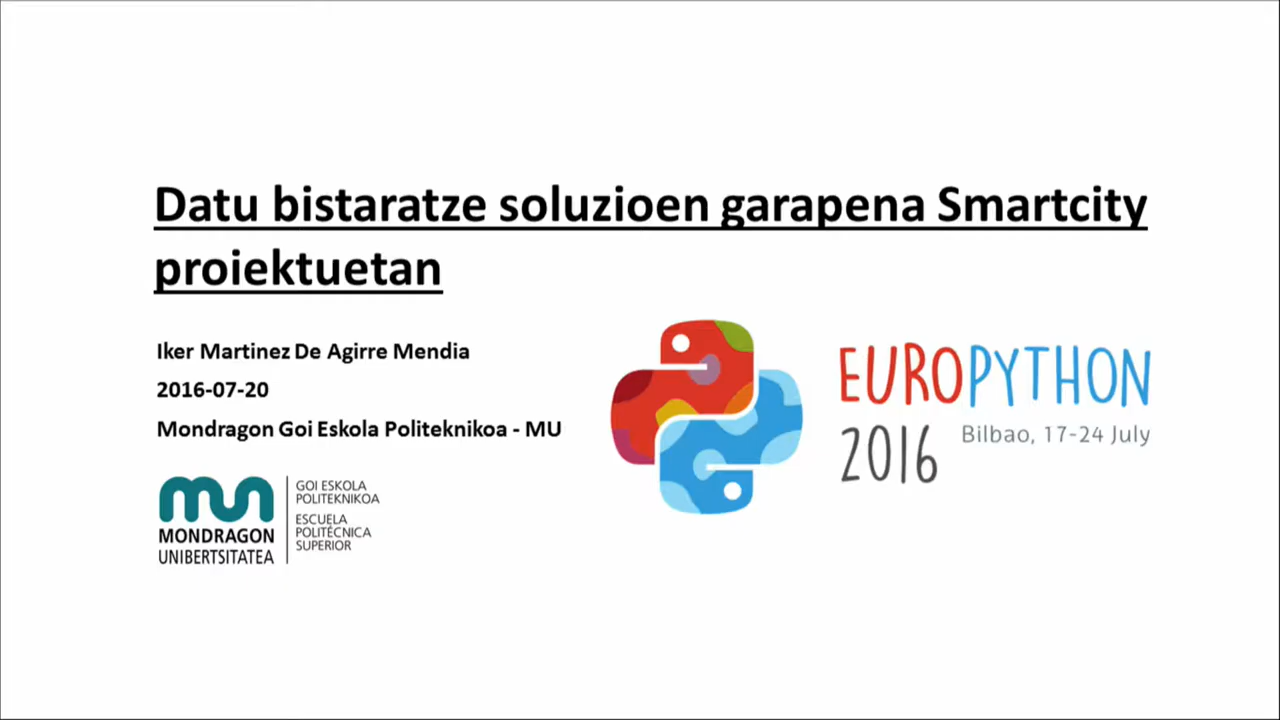 Datu bistaratze soluzioen garapena Smartcity
proiektuetan
Iker Martinez De Agirre Mendia
2016-07-20
Mondragon Goi Eskola Politeknikoa - MU
EUROPYTHON
2016 Bilbao, 17-24 July
mun
MONDRAGON
UNIBERTSITATEA
GOI ESKOLA
POLITEKNIKOA
ESCUELA
POLITÉCNICA
SUPERIOR